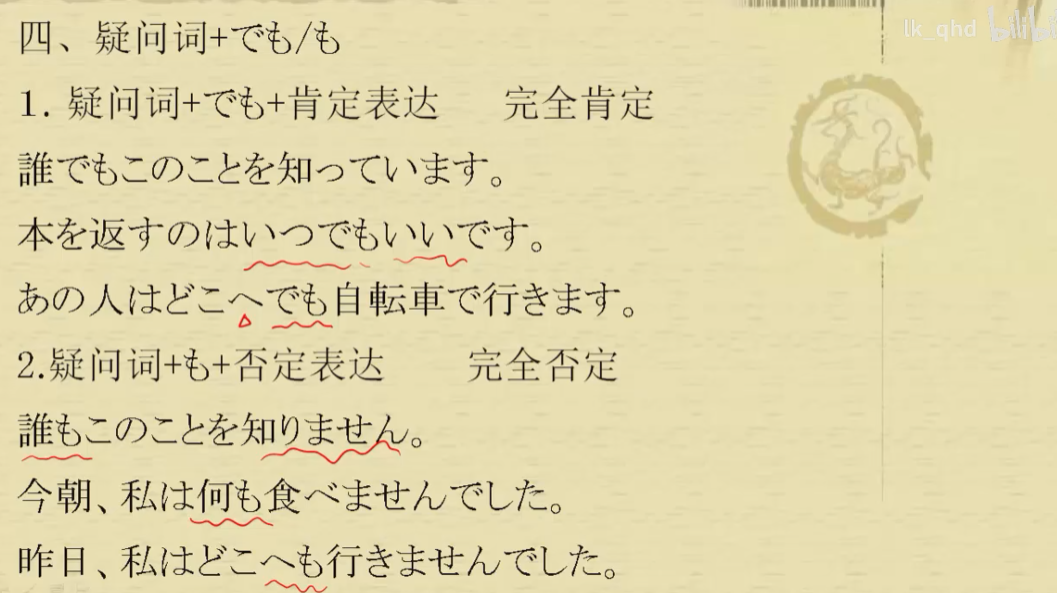 四、疑问词+でも/も
lk_qhd bilibili
1. 疑问词+でも+肯定表达 完全肯定
誰でもこのことを知っています。
本を返すのはいつでもいいです。
あの人はどこへでも自転車で行きます。
2.疑问词+も+否定表达 完全否定
誰もこのことを知りません。
今朝、私は何も食べませんでした。
昨日、私はどこへも行きませんでした。